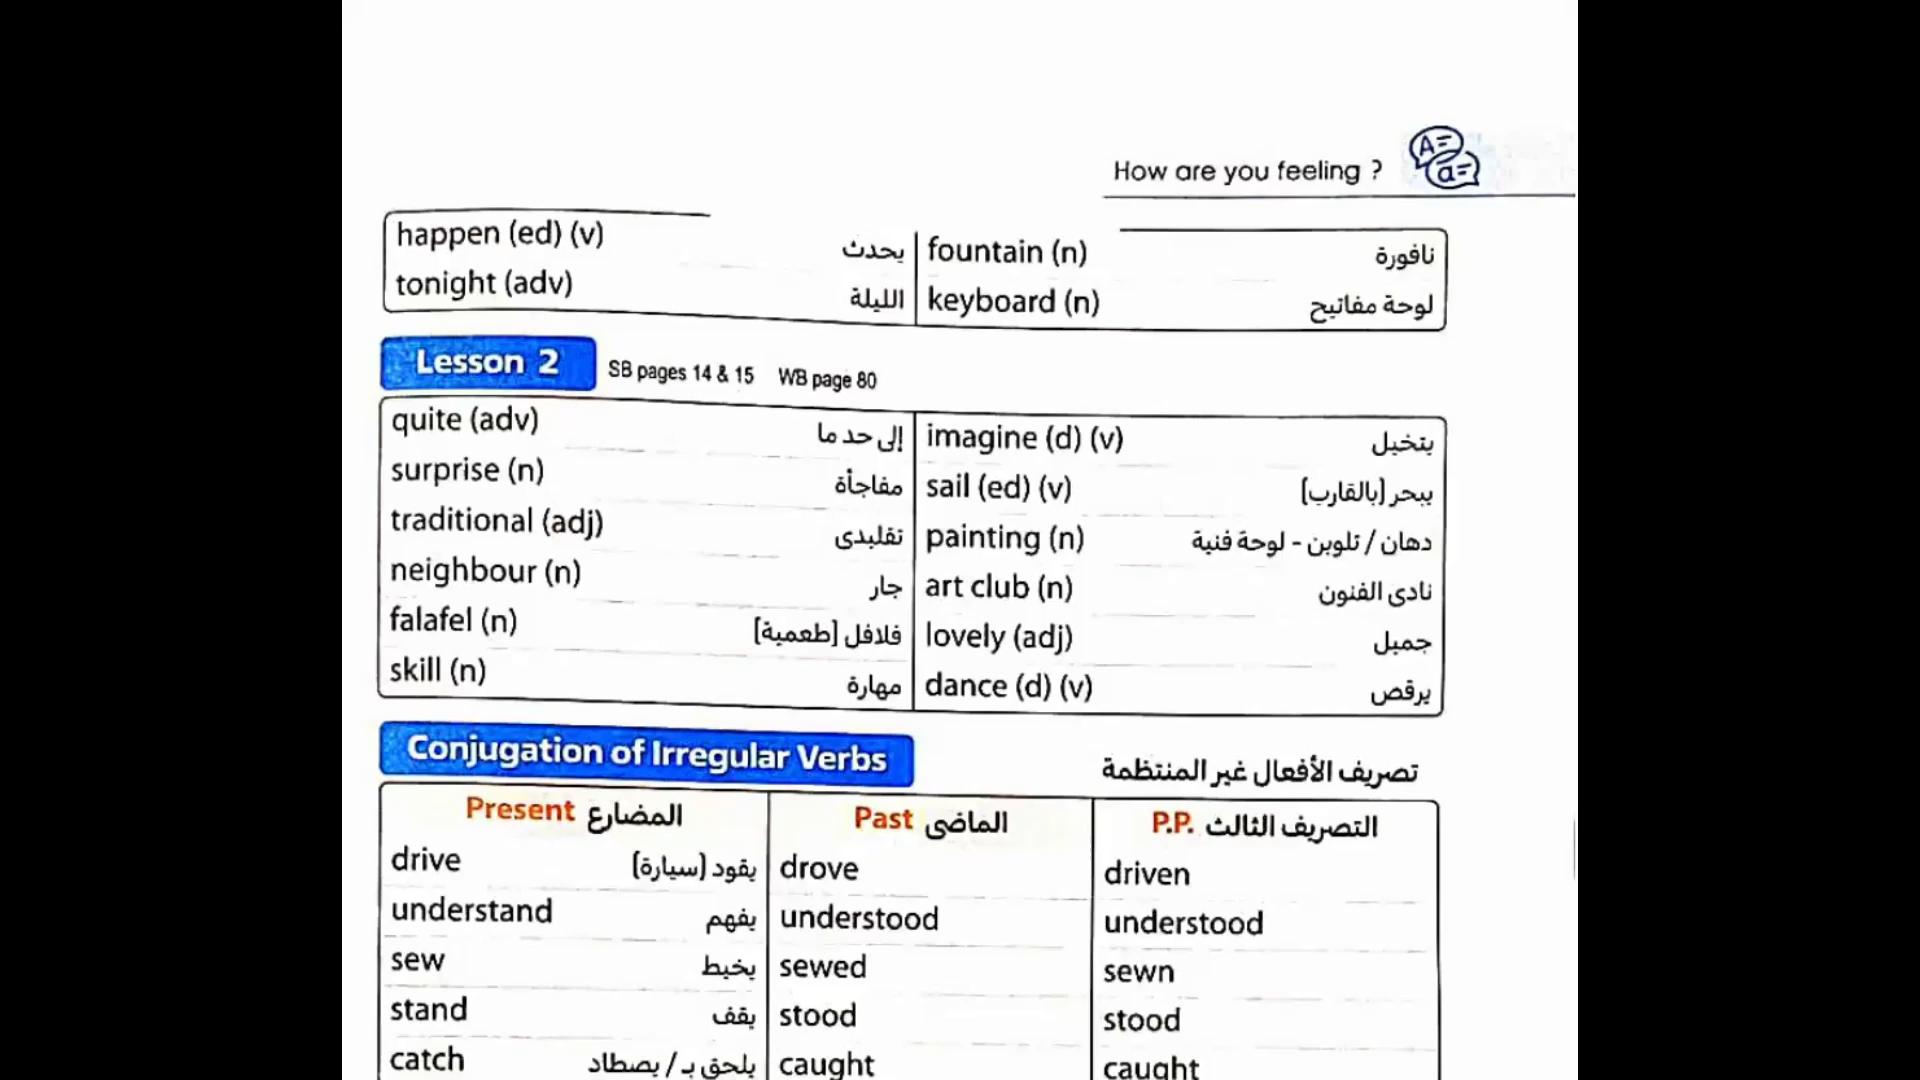 How are you feeling ?
A= a=
happen (ed) (v) يحدث fountain (n) نافورة
tonight (adv) الليلة keyboard (n) لوحة مفاتيح
Lesson 2 SB pages 14 & 15 WB page 80
quite (adv) إلى حد ما imagine (d) (v) يتخيل
surprise (n) مفاجأة sail (ed) (v) يبحر [بالقارب]
traditional (adj) تقليدى painting (n) دهان / تلوين - لوحة فنية
neighbour (n) جار art club (n) نادى الفنون
falafel (n) فلافل [طعمية] lovely (adj) جميل
skill (n) مهارة dance (d) (v) يرقص
Conjugation of Irregular Verbs تصريف الأفعال غير المنتظمة
Present المضارع Past الماضى P.P. التصريف الثالث
drive يقود [سيارة] drove driven
understand يفهم understood understood
sew يخيط sewed sewn
stand يقف stood stood
catch يلحق بـ / يصطاد caught caught